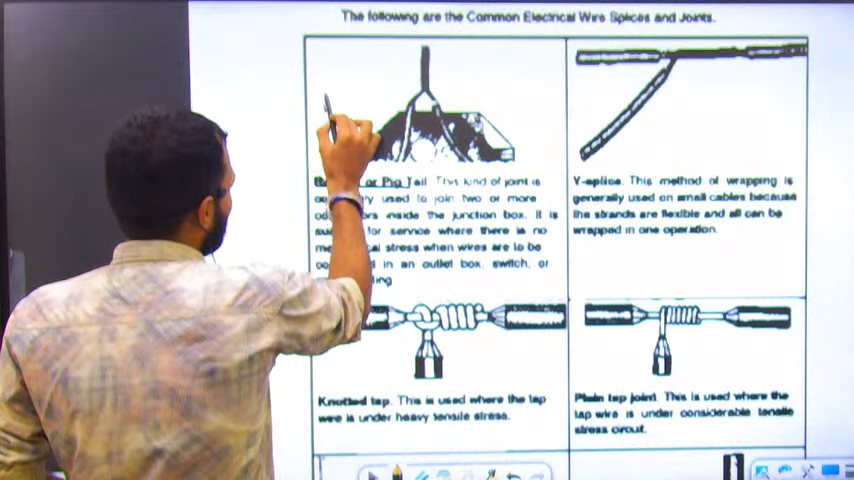 The following are the Common Electrical Wire Splices and Joints.
or Pig Tail. This kind of joint is
used to join two or more
inside the junction box. It is
for service where there is no
stress when wires are to be
in an outlet box, switch, or
Y-splice. This method of wrapping is
generally used on small cables because
the strands are flexible and all can be
wrapped in one operation.
Knotted tap. This is used where the tap
wire is under heavy tensile stress.
Plain tap joint. This is used where the
tap wire is under considerable tensile
stress circuit.